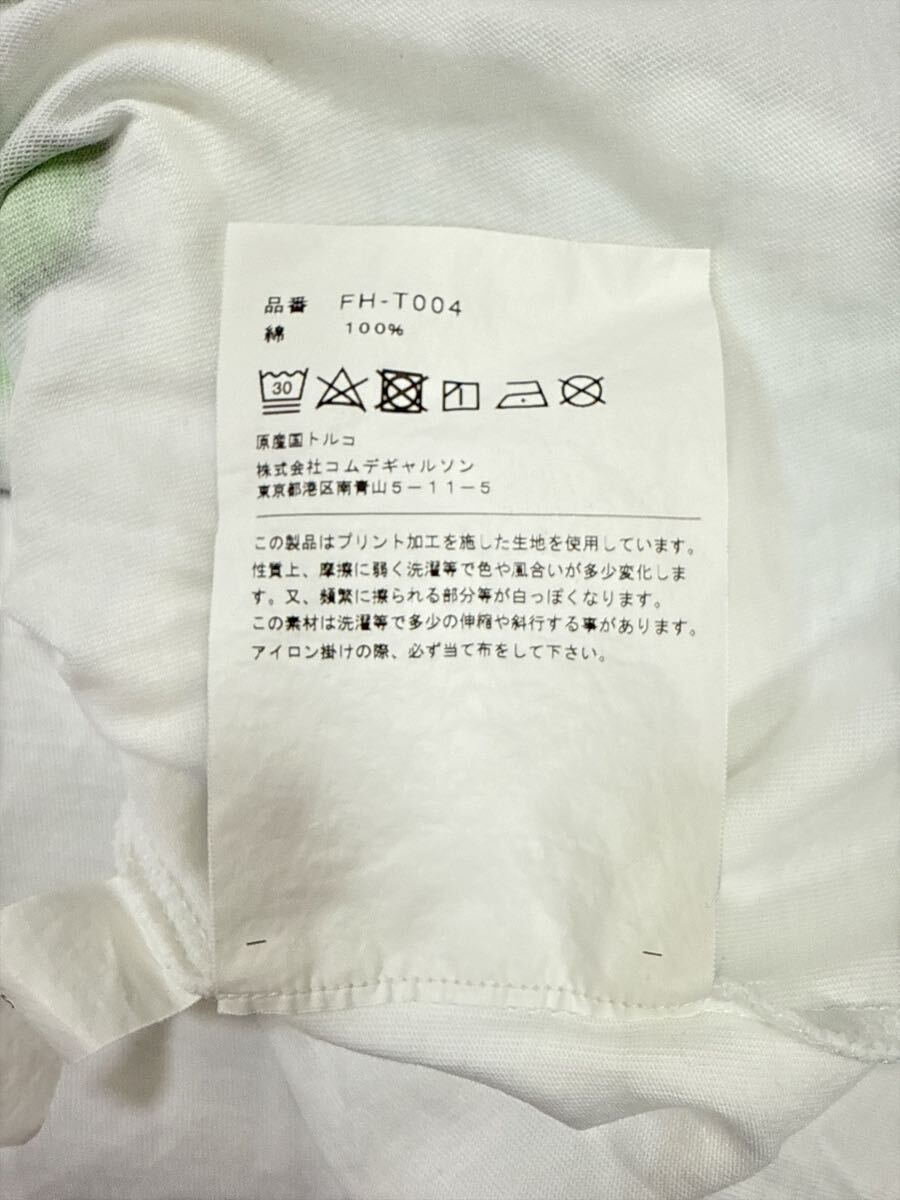 品番 FH-T004
綿 100%
30
原産国トルコ
株式会社コムデギャルソン
東京都港区南青山5-11-5
この製品はプリント加工を施した生地を使用しています。
性質上、摩擦に弱く洗濯等で色や風合いが多少変化しま
す。又、頻繁に擦られる部分等が白っぽくなります。
この素材は洗濯等で多少の伸縮や斜行する事があります。
アイロン掛けの際、必ず当て布をして下さい。